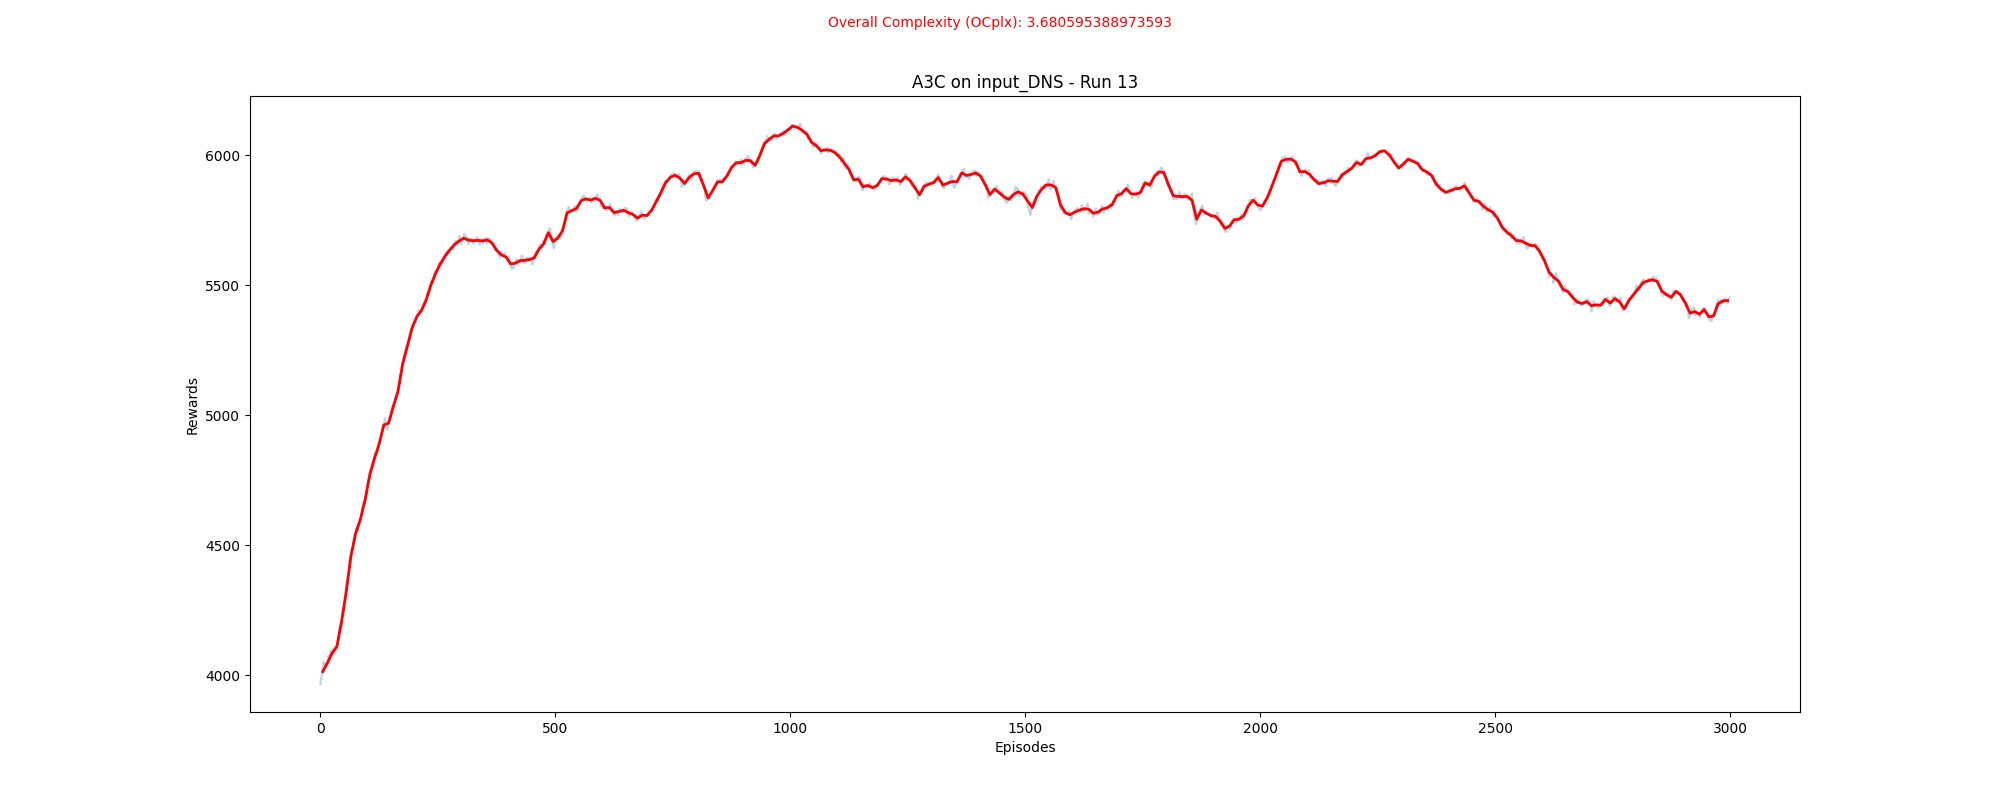 Overall Complexity (OCplx): 3.680595388973593
A3C on input_DNS - Run 13
6000
5500
5000
4500
4000
Rewards
0 500 1000 1500 2000 2500 3000
Episodes